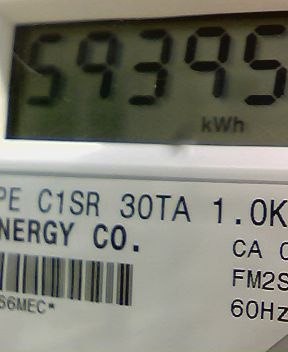 59395
kWh
PE C1SR 30TA 1.0K
NERGY CO.
CA
FM2S
66MEC*
60Hz